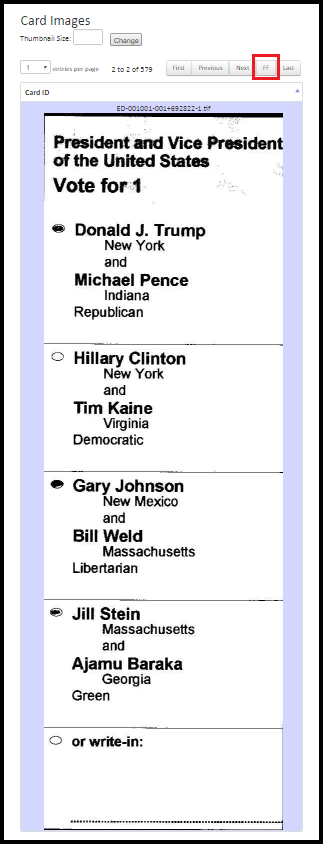 Card Images
Thumbnail Size: Change
1 entries per page 2 to 2 of 579 First Previous Next FF Last
Card ID
ED-001001-001+692822-1.tif
President and Vice President
of the United States
Vote for 1
Donald J. Trump
New York
and
Michael Pence
Indiana
Republican
Hillary Clinton
New York
and
Tim Kaine
Virginia
Democratic
Gary Johnson
New Mexico
and
Bill Weld
Massachusetts
Libertarian
Jill Stein
Massachusetts
and
Ajamu Baraka
Georgia
Green
or write-in: